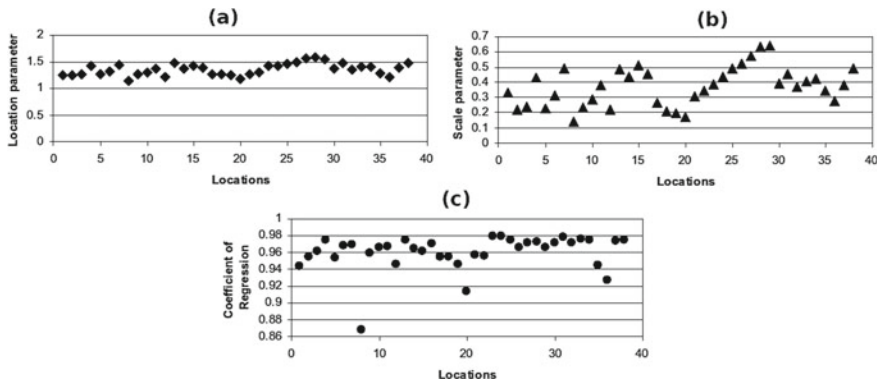 (a)
Location parameter
2
1.5
1
0.5
0
0 5 10 15 20 25 30 35 40
Locations
(b)
Scale parameter
0.7
0.6
0.5
0.4
0.3
0.2
0.1
0
0 5 10 15 20 25 30 35 40
Locations
(c)
Coefficient of
Regression
1
0.98
0.96
0.94
0.92
0.9
0.88
0.86
0 10 20 30 40
Locations